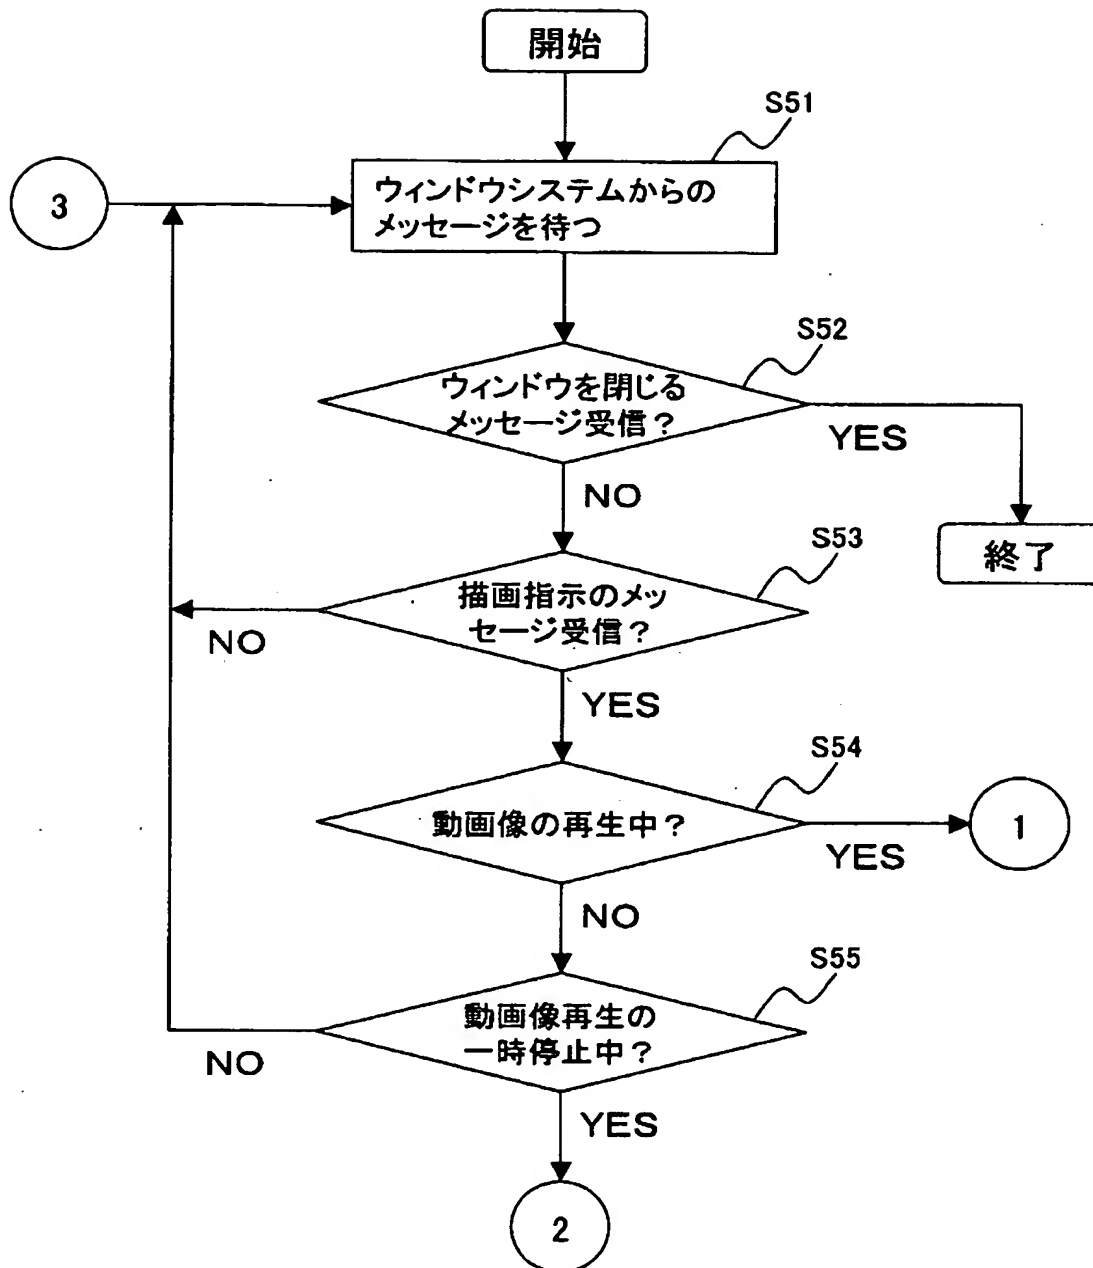 開始
S51
3
ウィンドウシステムからの
メッセージを待つ
S52
ウィンドウを閉じる
メッセージ受信？
YES
NO
終了
S53
描画指示のメッ
セージ受信？
NO
YES
S54
動画像の再生中？
YES
1
NO
S55
動画像再生の
一時停止中？
NO
YES
2